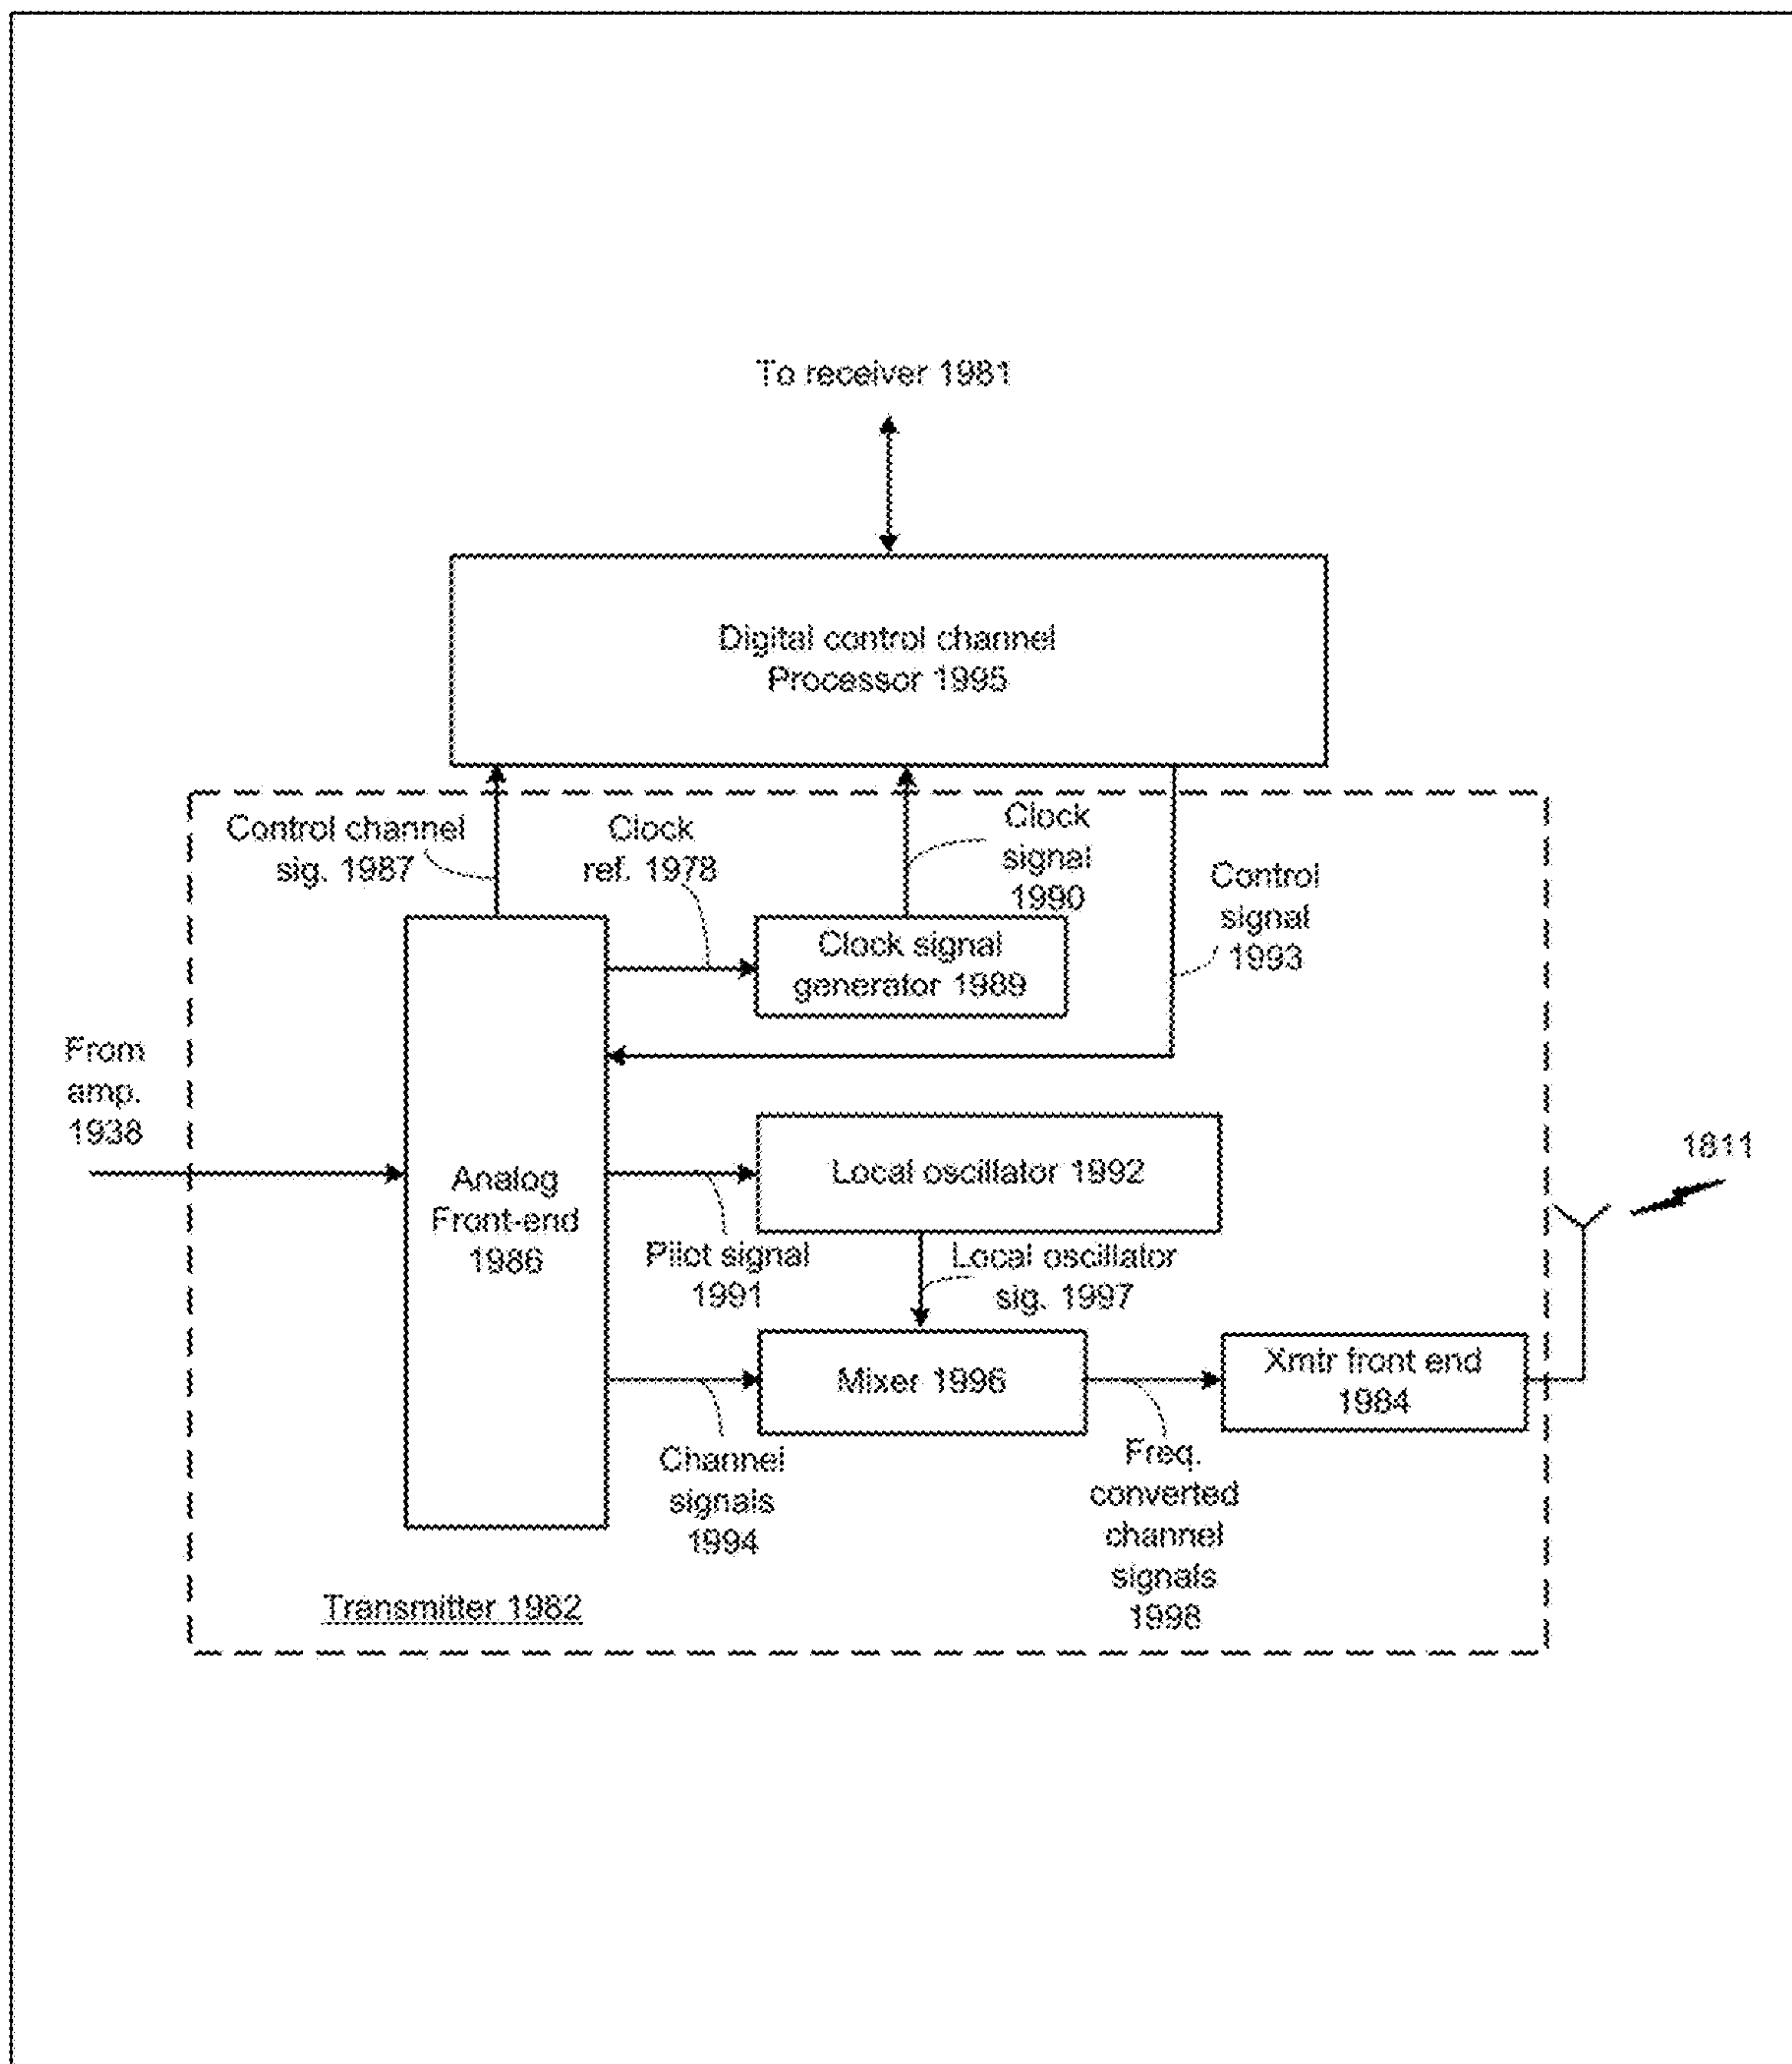 To receiver 1981
Digital control channel
Processor 1995
Control channel
sig. 1987
Clock
ref. 1978
Clock
signal
1990
Control
signal
1993
Clock signal
generator 1989
From
amp.
1938
Analog
Front-end
1986
Local oscillator 1992
1811
Pilot signal
1991
Local oscillator
sig. 1997
Mixer 1996
Xmtr front end
1984
Channel
signals
1994
Freq.
converted
channel
signals
1998
Transmitter 1982